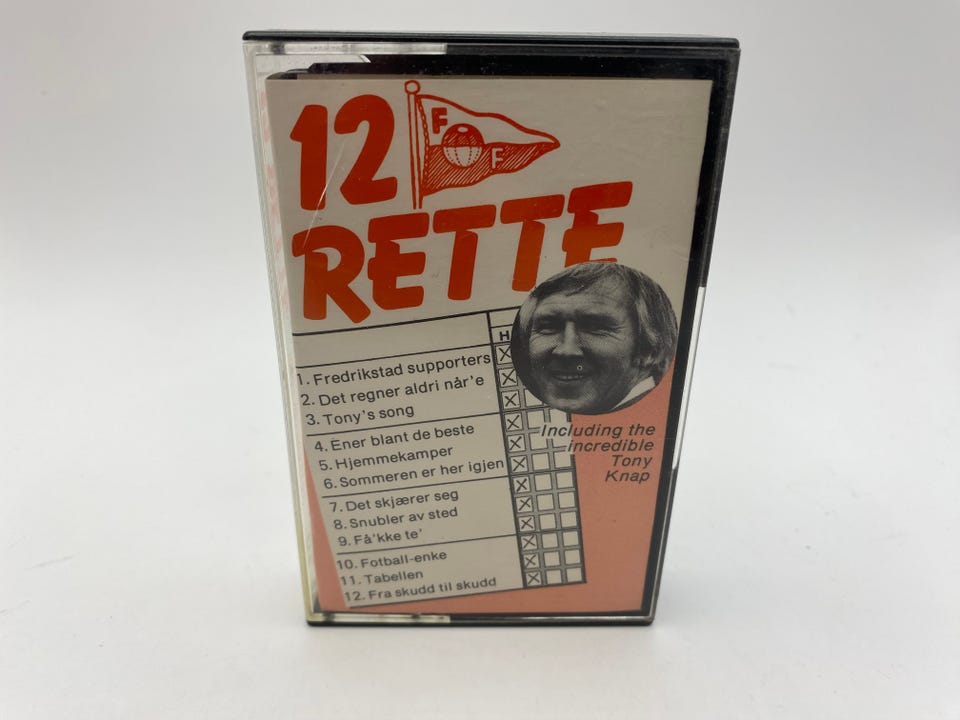 12
F
F
RETTE
H
1. Fredrikstad supporters
2. Det regner aldri når'e
3. Tony's song
4. Ener blant de beste
5. Hjemmekamper
6. Sommeren er her igjen
7. Det skjærer seg
8. Snubler av sted
9. Få'kke te'
10. Fotball-enke
11. Tabellen
12. Fra skudd til skudd
Including the
incredible
Tony
Knap